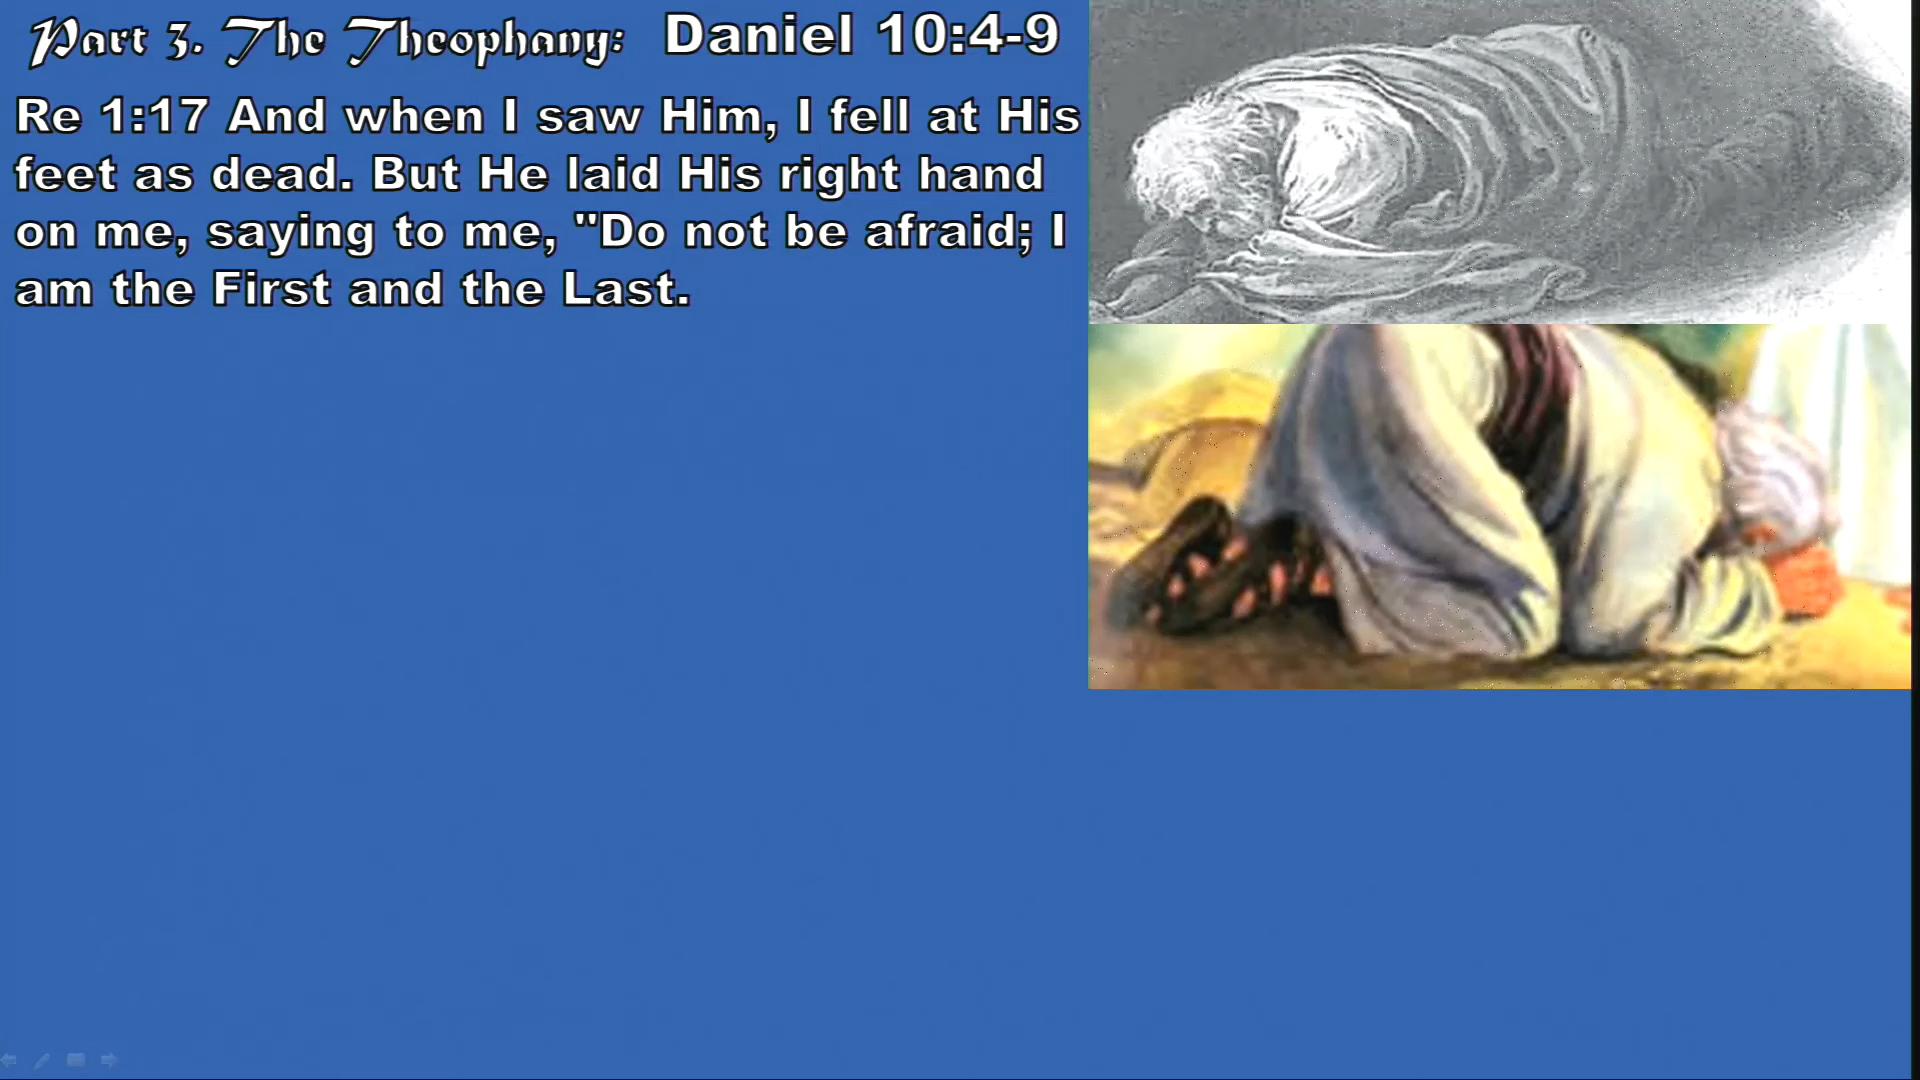 Part 3. The Theophany: Daniel 10:4-9
Re 1:17 And when I saw Him, I fell at His
feet as dead. But He laid His right hand
on me, saying to me, "Do not be afraid; I
am the First and the Last.